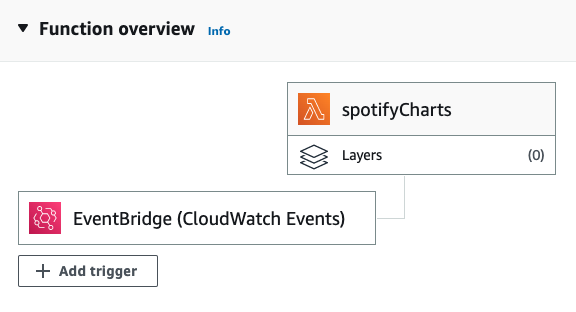 Function overview Info
spotifyCharts
Layers (0)
EventBridge (CloudWatch Events)
Add trigger